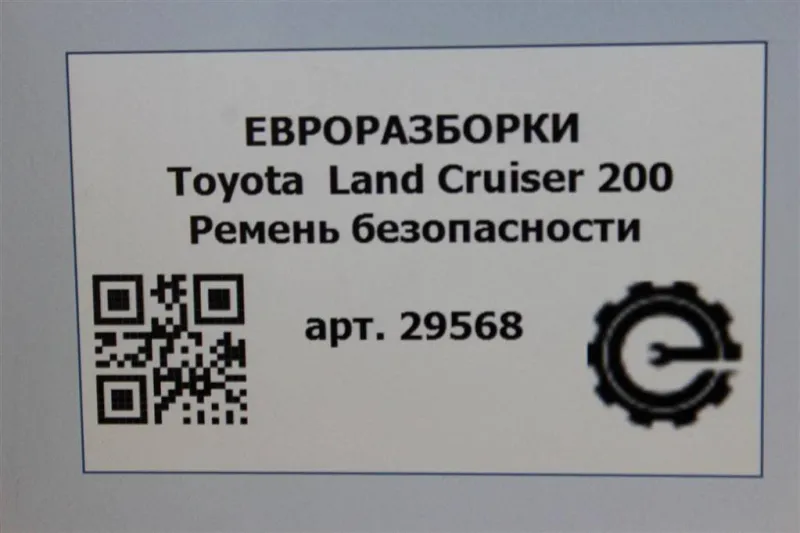 ЕВРОРАЗБОРКИ
Toyota Land Cruiser 200
Ремень безопасности
арт. 29568